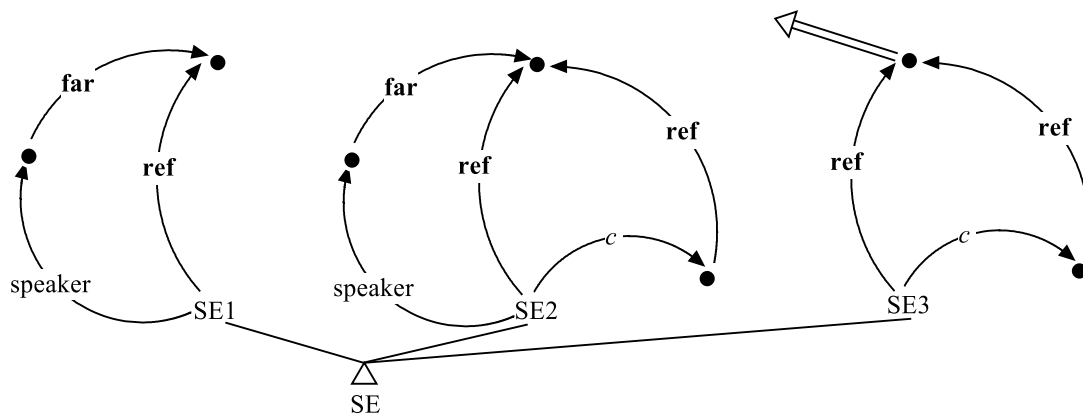 far
far
ref
ref
ref
ref
ref
c
c
speaker
speaker
SE1
SE2
SE3
SE